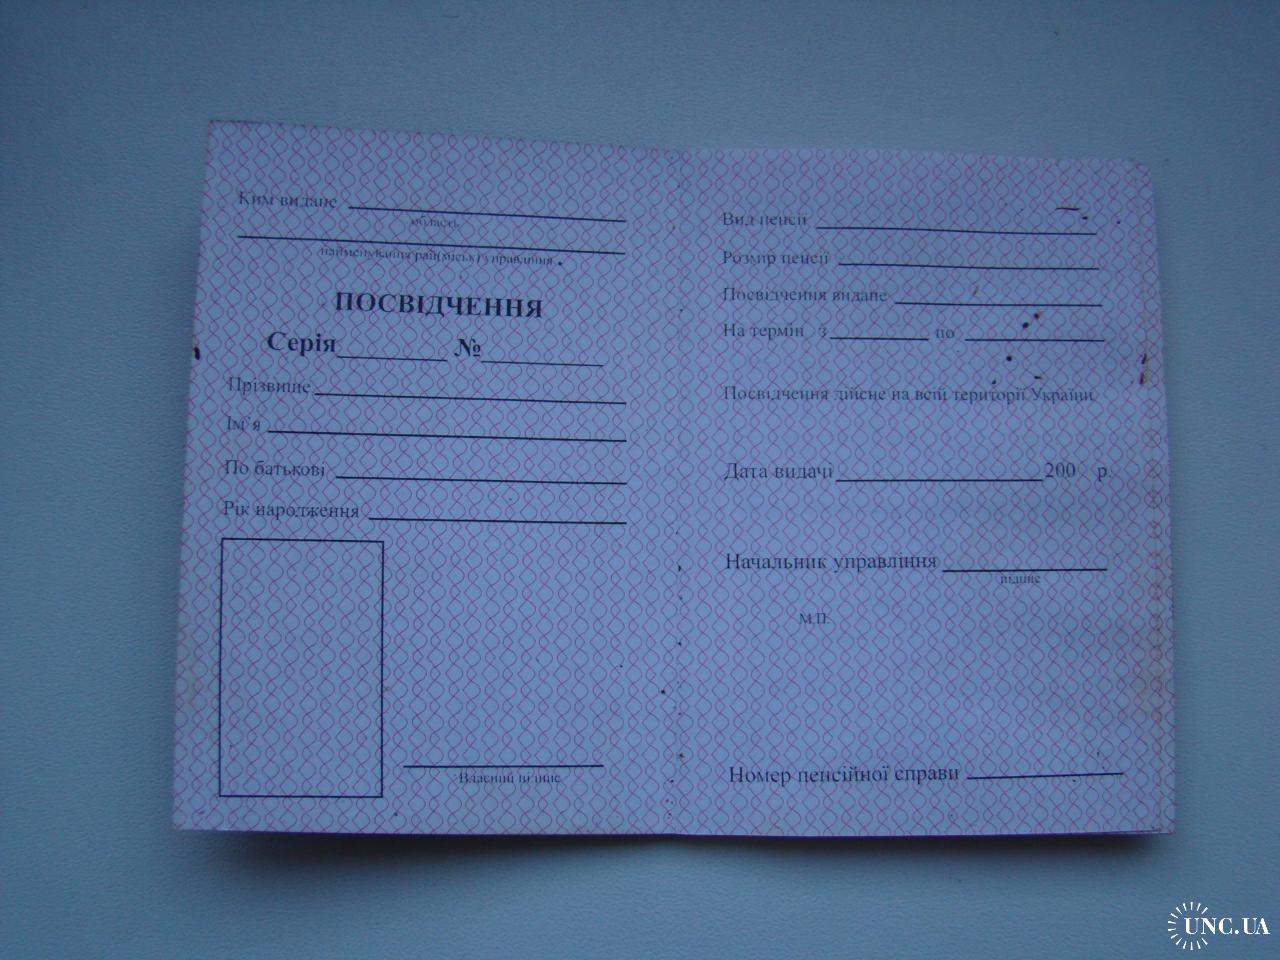 Ким видане
область
найменування рай(міськ) управління
ПОСВІДЧЕННЯ
Серія №
Прізвище
Ім`я
По батькові
Рік народження
Власний підпис
Вид пенсії
Розмір пенсії
Посвідчення видане
На термін з по
Посвідчення дійсне на всій території України
Дата видачі 200 р.
Начальник управління
підпис
М.П.
Номер пенсійної справи
UNC.UA